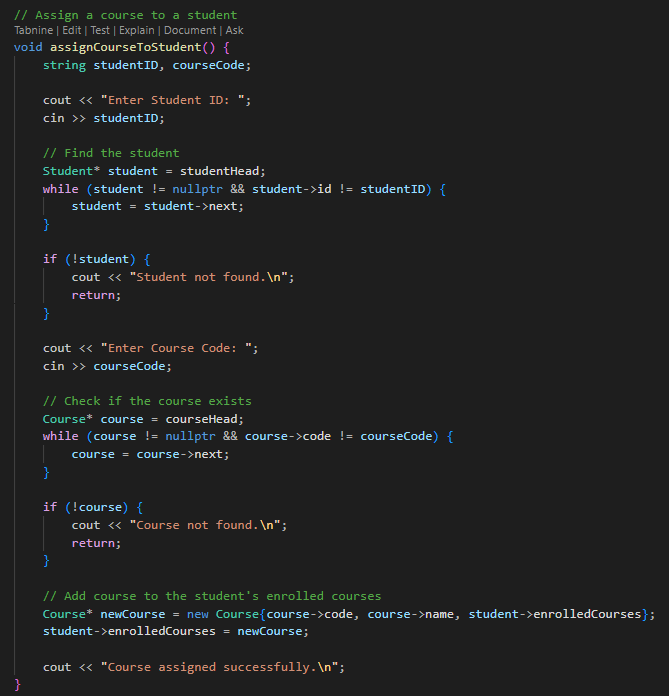 // Assign a course to a student
Tabnine | Edit | Test | Explain | Document | Ask
void assignCourseToStudent() {
    string studentID, courseCode;

    cout << "Enter Student ID: ";
    cin >> studentID;

    // Find the student
    Student* student = studentHead;
    while (student != nullptr && student->id != studentID) {
        student = student->next;
    }

    if (!student) {
        cout << "Student not found.\n";
        return;
    }

    cout << "Enter Course Code: ";
    cin >> courseCode;

    // Check if the course exists
    Course* course = courseHead;
    while (course != nullptr && course->code != courseCode) {
        course = course->next;
    }

    if (!course) {
        cout << "Course not found.\n";
        return;
    }

    // Add course to the student's enrolled courses
    Course* newCourse = new Course{course->code, course->name, student->enrolledCourses};
    student->enrolledCourses = newCourse;

    cout << "Course assigned successfully.\n";
}